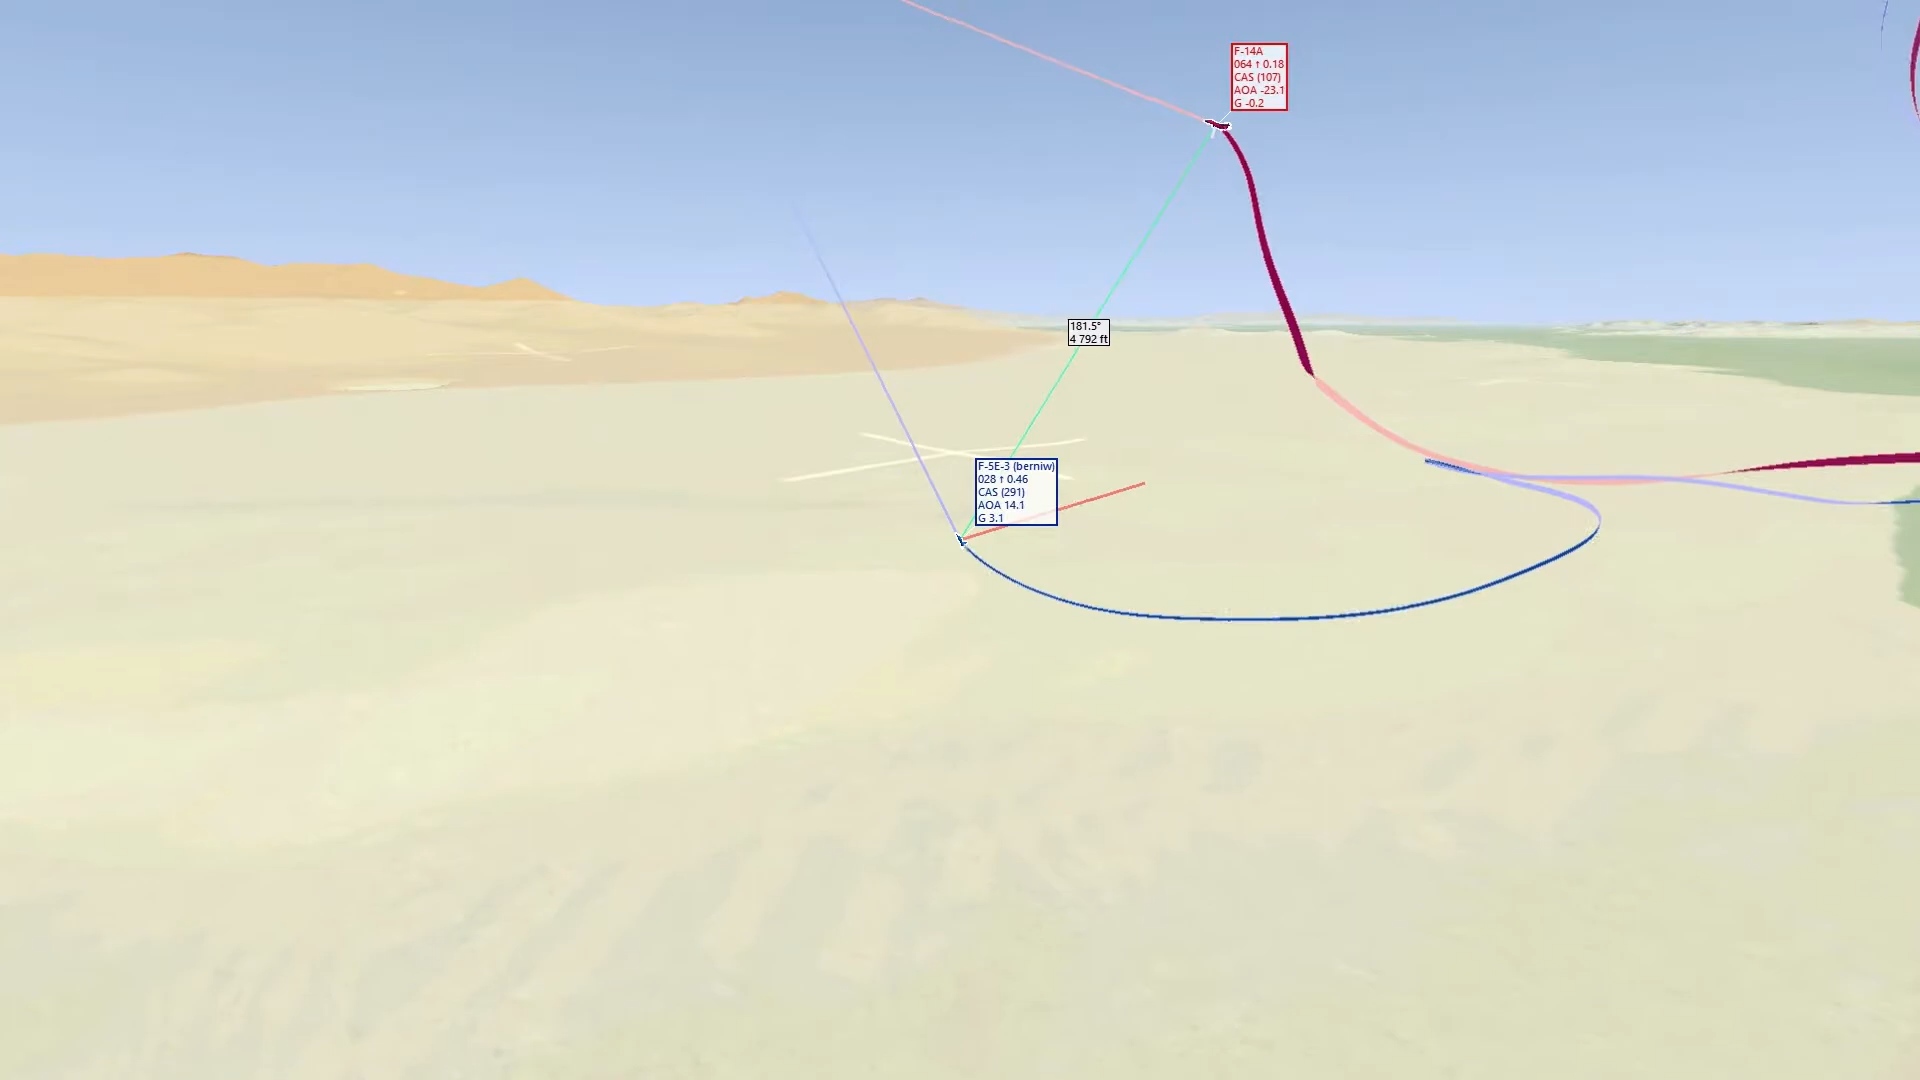 F-14A
064 ↑ 0.18
CAS (107)
AOA -23.1
G -0.2
181.5°
4 792 ft
F-5E-3 (berniw)
028 ↑ 0.46
CAS (291)
AOA 14.1
G 3.1